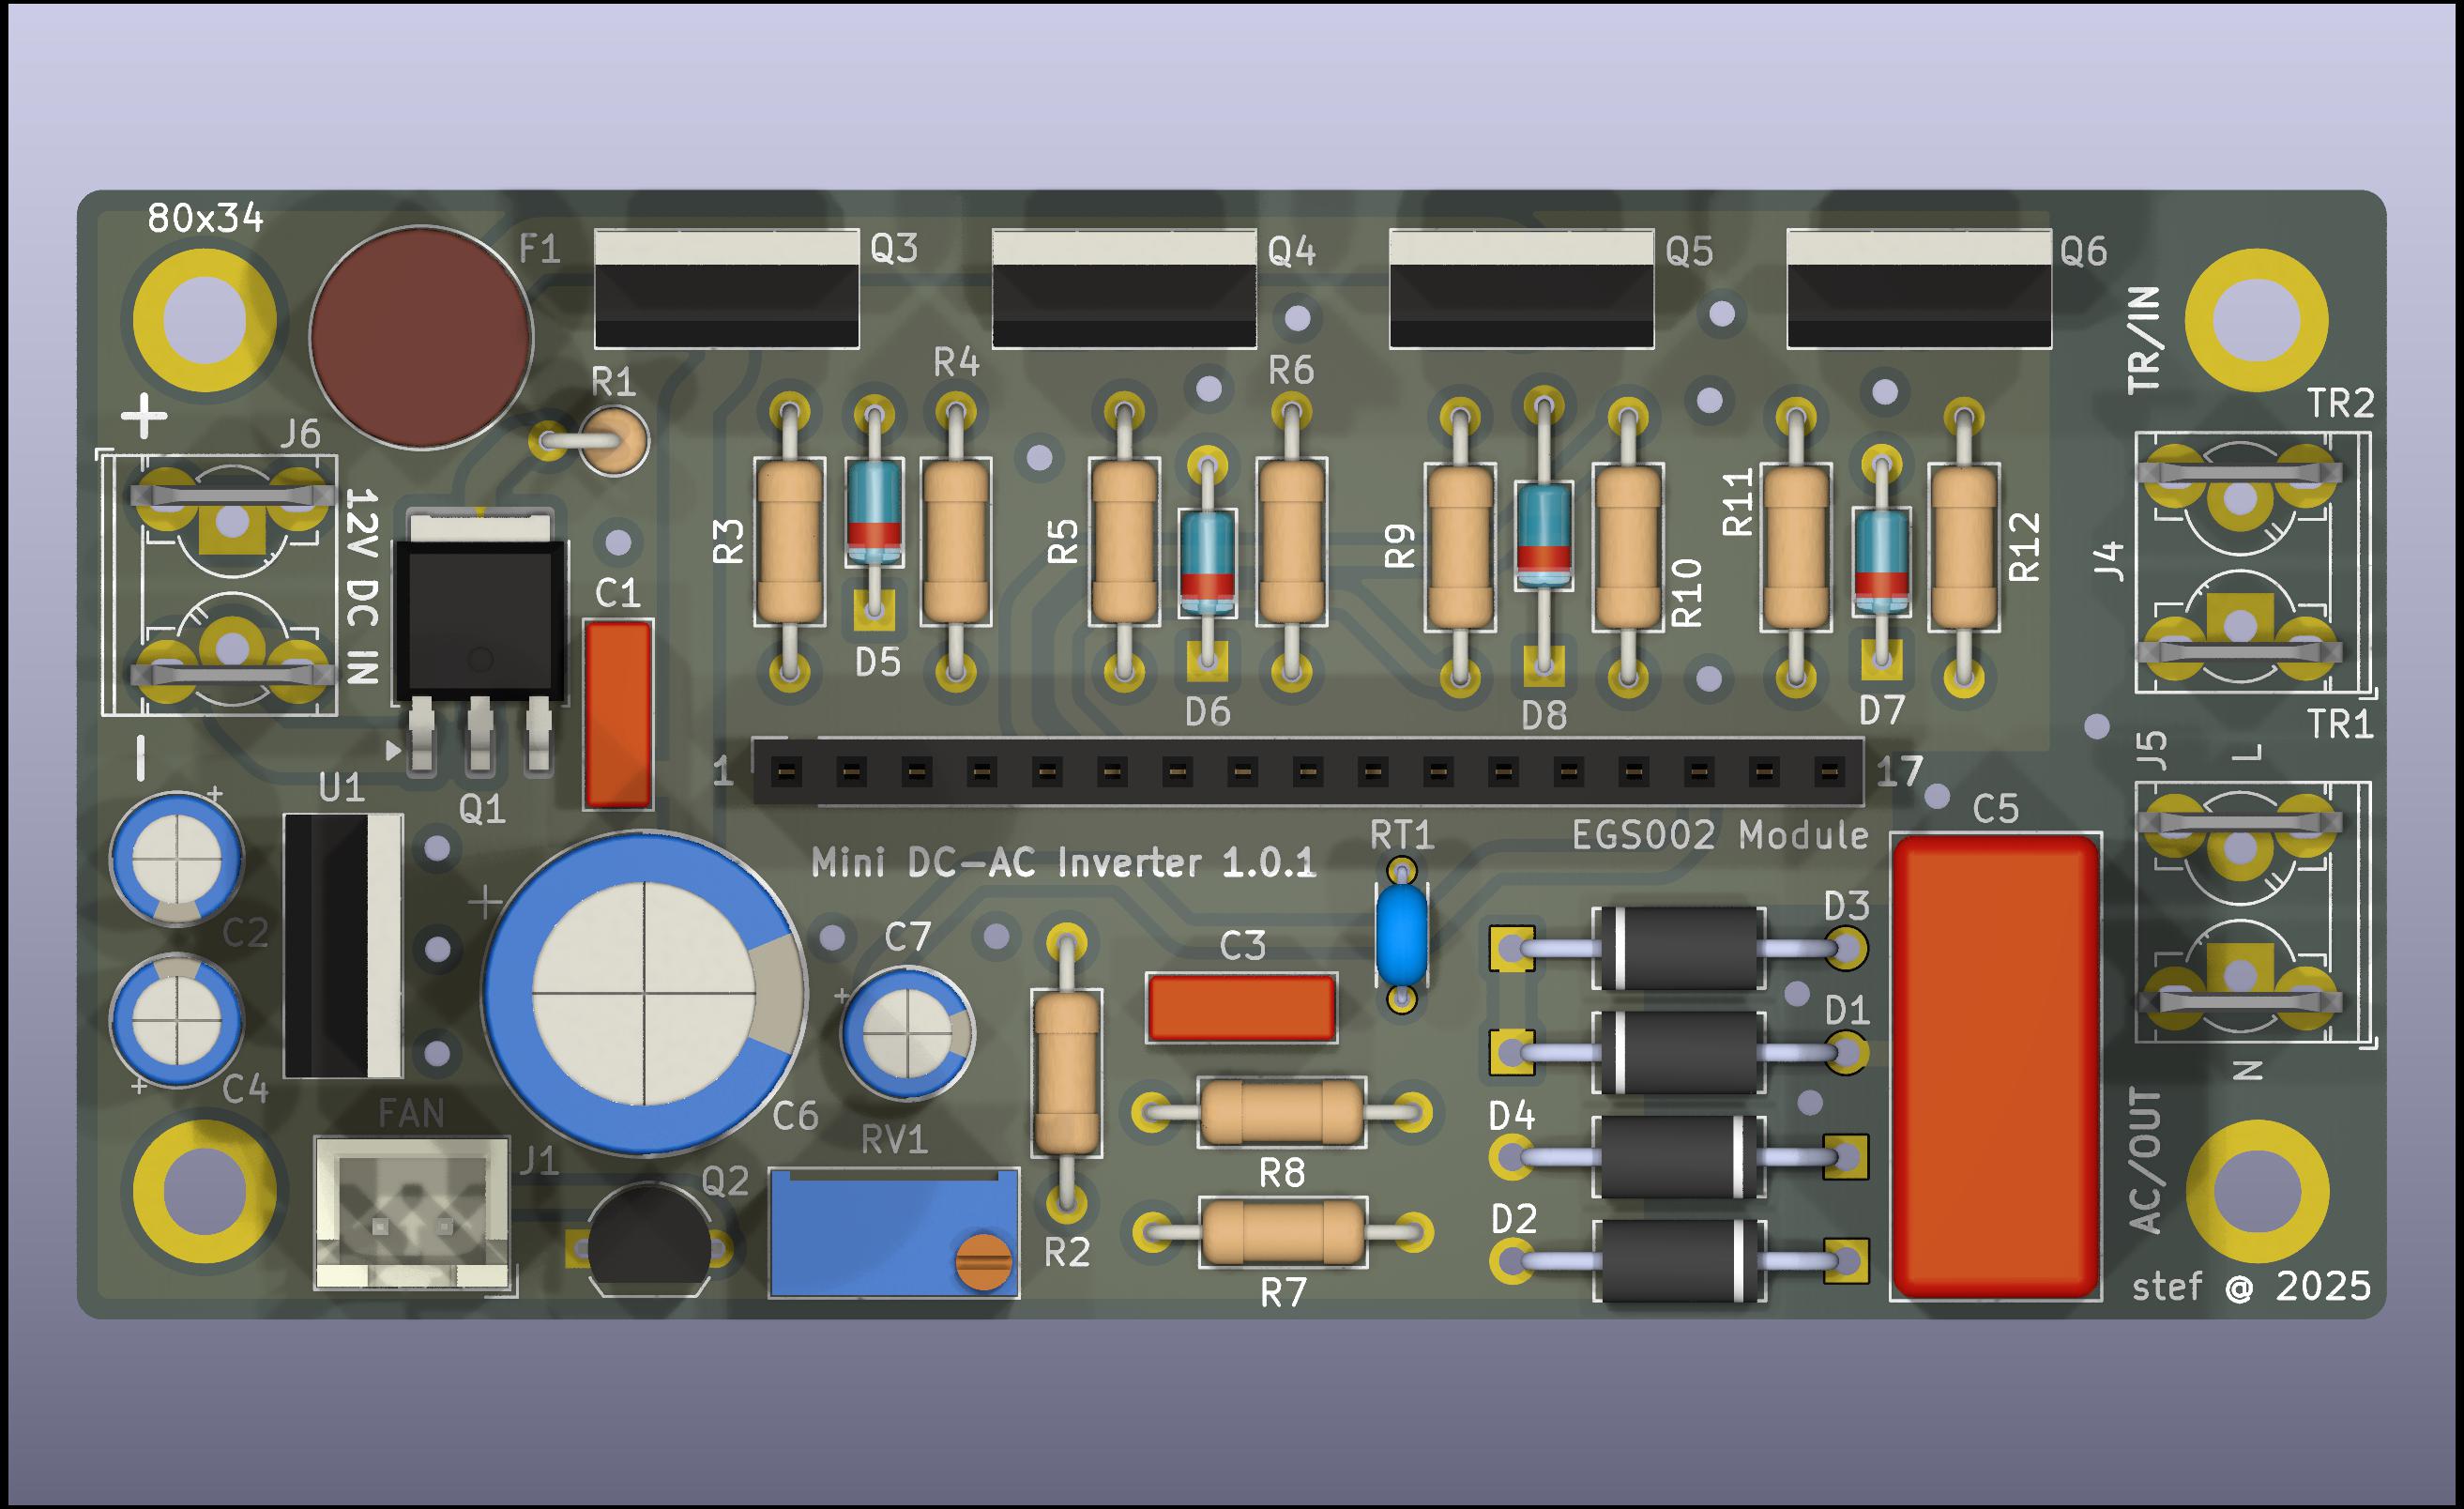 80x34
F1
Q3
Q4
Q5
Q6
TR/IN
TR2
R1
R4
R6
+
J6
12V DC IN
R3
R5
R9
R11
R10
R12
J4
C1
D5
D6
D8
D7
TR1
-
U1
Q1
1
17
J5
L
C5
+
RT1
EGS002 Module
Mini DC-AC Inverter 1.0.1
+
C2
C7
C3
D3
+
D1
+
C4
FAN
C6
RV1
D4
N
AC/OUT
J1
Q2
R8
R2
D2
R7
stef @ 2025